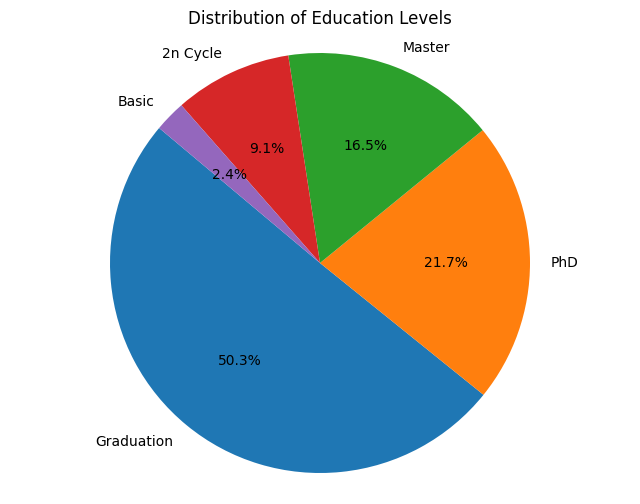 Distribution of Education Levels
Master
2n Cycle
Basic
16.5%
9.1%
2.4%
21.7%
PhD
50.3%
Graduation